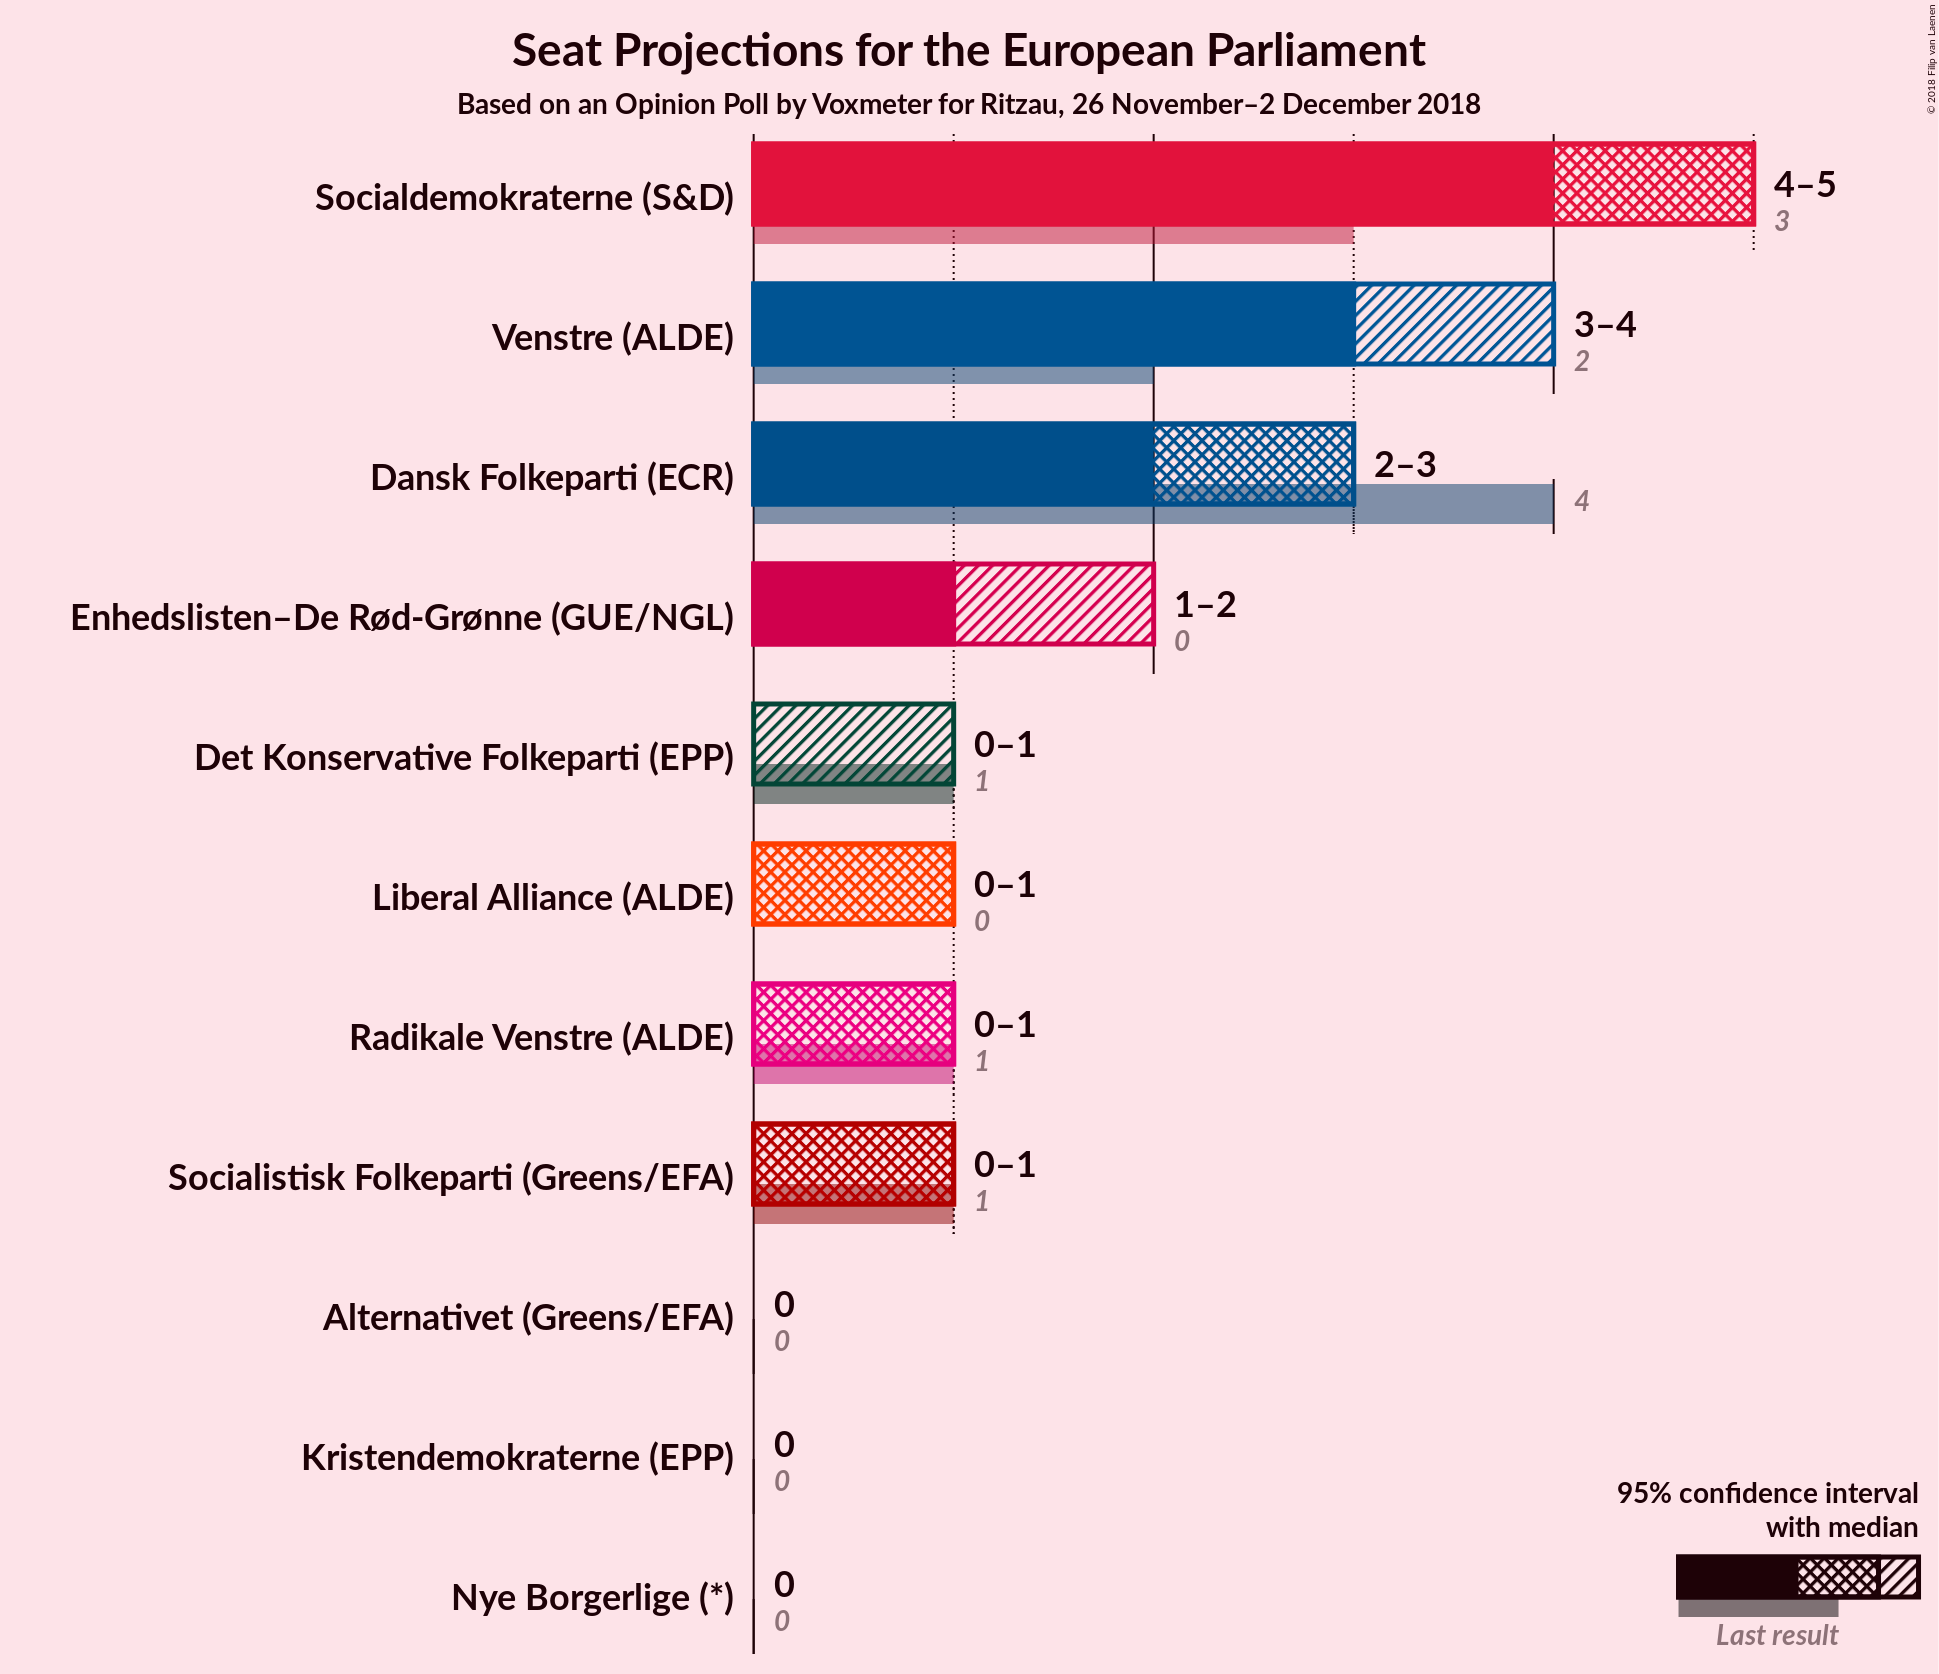 Seat Projections for the European Parliament
Based on an Opinion Poll by Voxmeter for Ritzau, 26 November–2 December 2018
© 2018 Filip van Laenen
Socialdemokraterne (S&D)
4–5
3
Venstre (ALDE)
3–4
2
Dansk Folkeparti (ECR)
2–3
4
Enhedslisten–De Rød-Grønne (GUE/NGL)
1–2
0
Det Konservative Folkeparti (EPP)
0–1
1
Liberal Alliance (ALDE)
0–1
0
Radikale Venstre (ALDE)
0–1
1
Socialistisk Folkeparti (Greens/EFA)
0–1
1
Alternativet (Greens/EFA)
0
0
Kristendemokraterne (EPP)
0
0
Nye Borgerlige (*)
0
0
95% confidence interval
with median
Last result